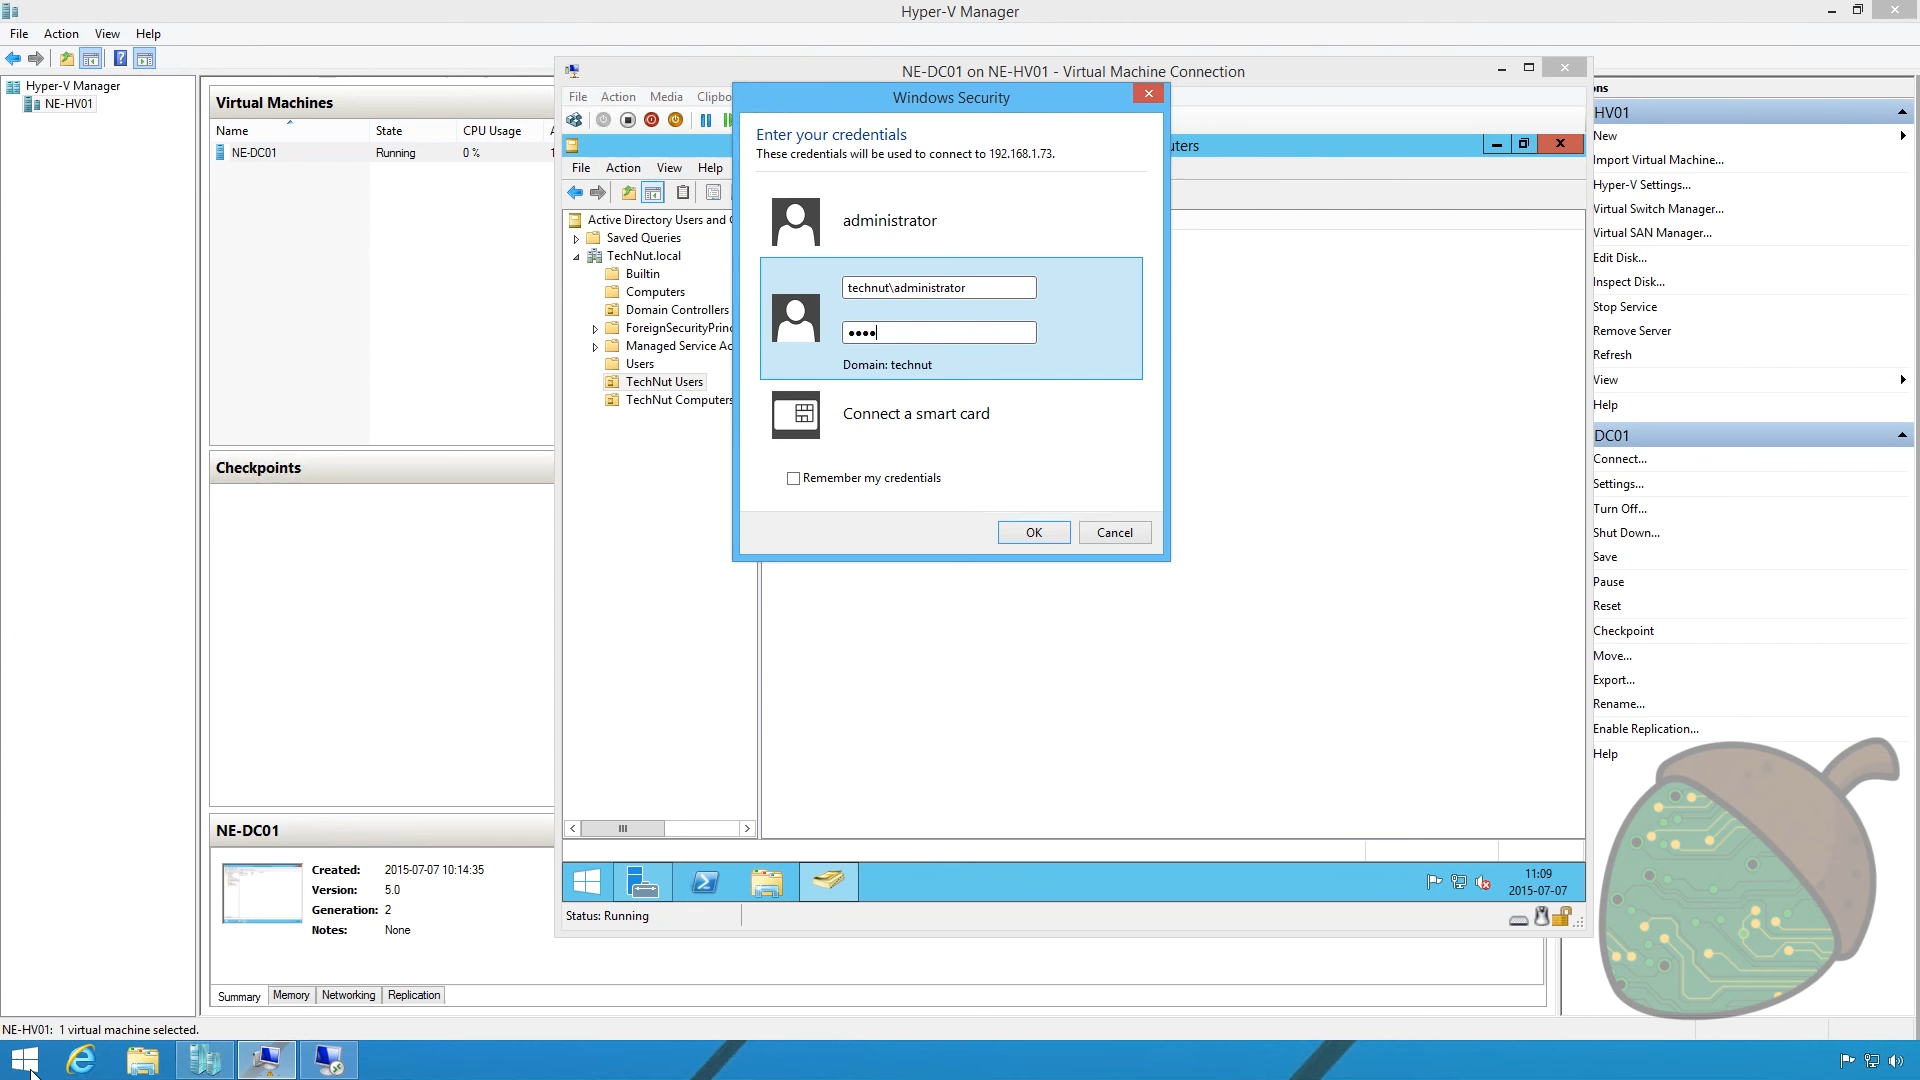 Hyper-V Manager
File Action View Help
Hyper-V Manager
NE-HV01
Virtual Machines
Name State CPU Usage A
NE-DC01 Running 0 % 1
Checkpoints
NE-DC01
Created: 2015-07-07 10:14:35
Version: 5.0
Generation: 2
Notes: None
Summary Memory Networking Replication
NE-HV01: 1 virtual machine selected.
NE-DC01 on NE-HV01 - Virtual Machine Connection
File Action Media Clipbo
uters
File Action View Help
Active Directory Users and C
Saved Queries
TechNut.local
Builtin
Computers
Domain Controllers
ForeignSecurityPrinc
Managed Service Ac
Users
TechNut Users
TechNut Computers
11:09
2015-07-07
Status: Running
Windows Security
Enter your credentials
These credentials will be used to connect to 192.168.1.73.
administrator
technut\administrator
••••
Domain: technut
Connect a smart card
Remember my credentials
OK Cancel
ons
HV01
New
Import Virtual Machine...
Hyper-V Settings...
Virtual Switch Manager...
Virtual SAN Manager...
Edit Disk...
Inspect Disk...
Stop Service
Remove Server
Refresh
View
Help
DC01
Connect...
Settings...
Turn Off...
Shut Down...
Save
Pause
Reset
Checkpoint
Move...
Export...
Rename...
Enable Replication...
Help